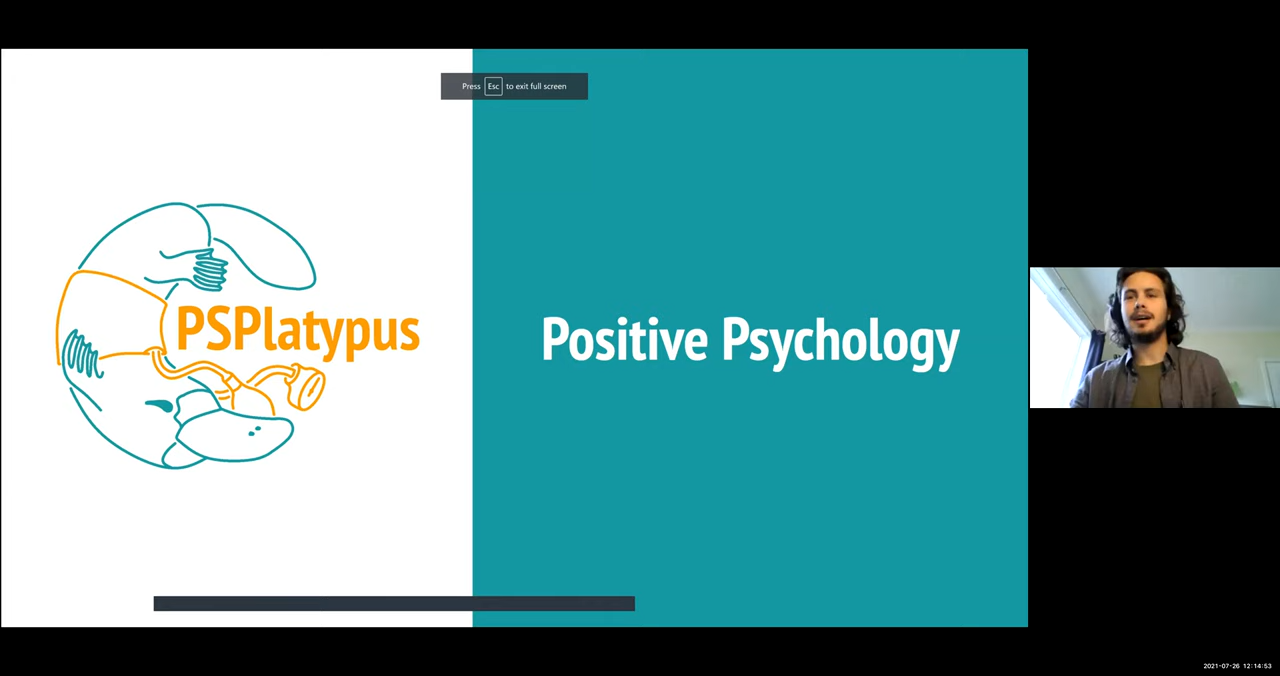 Press Esc to exit full screen
PSPlatypus
Positive Psychology
2021-07-26 12:14:53